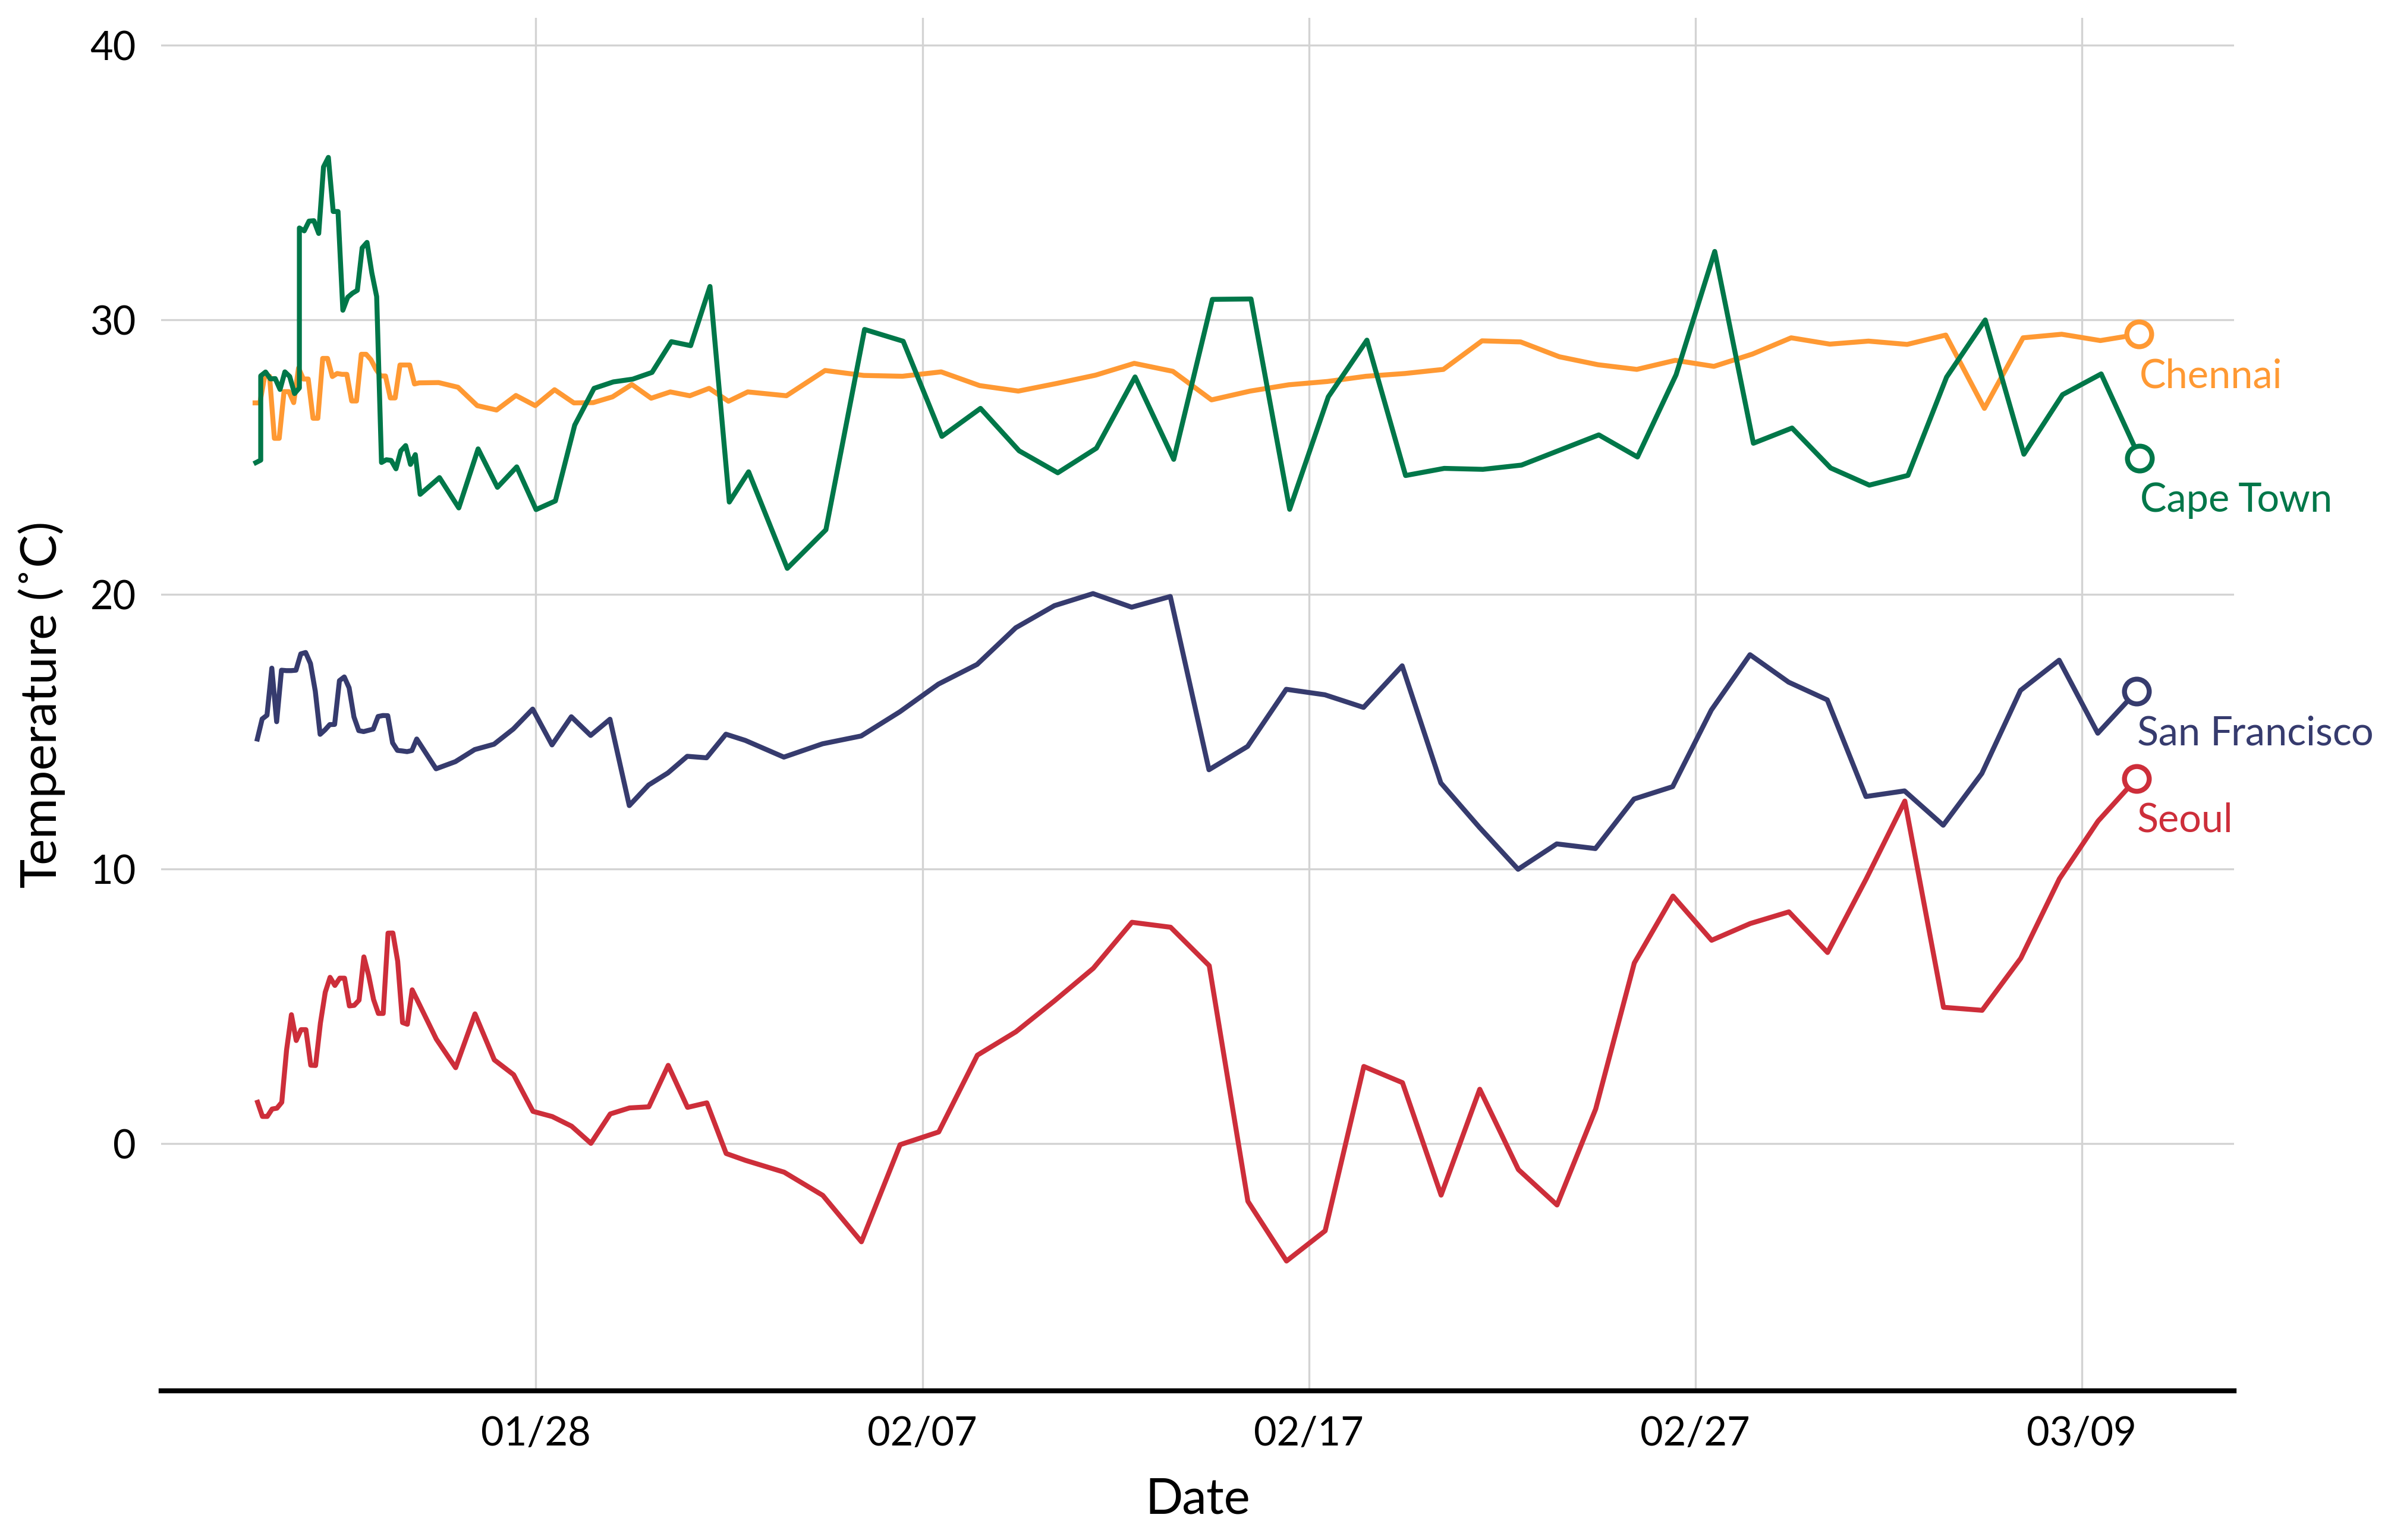 40
30
20
10
0
Temperature (°C)
Chennai
Cape Town
San Francisco
Seoul
01/28
02/07
02/17
02/27
03/09
Date